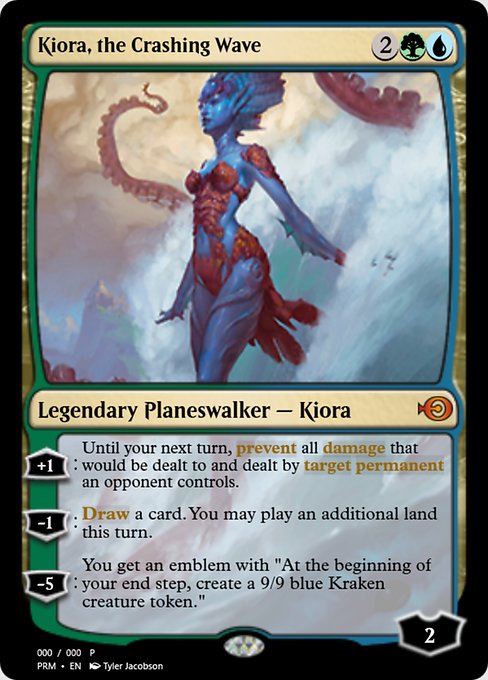 Kiora, the Crashing Wave 2
Legendary Planeswalker — Kiora
+1: Until your next turn, prevent all damage that
would be dealt to and dealt by target permanent
an opponent controls.
-1: Draw a card. You may play an additional land
this turn.
You get an emblem with "At the beginning of
-5: your end step, create a 9/9 blue Kraken
creature token."
2
000 / 000 P
PRM • EN Tyler Jacobson